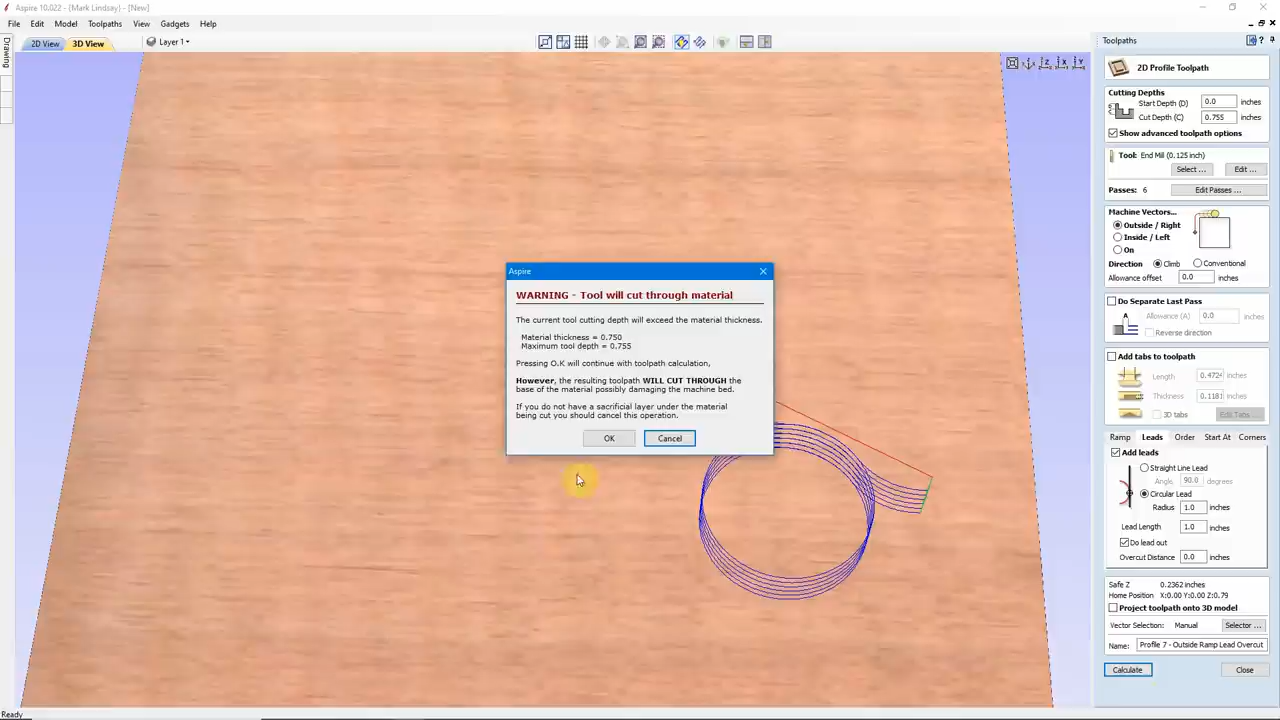 Aspire 10.022 - {Mark Lindsay} - [New]
File Edit Model Toolpaths View Gadgets Help
2D View 3D View Layer 1
Drawing
Toolpaths
2D Profile Toolpath
Cutting Depths
Start Depth (D) 0.0 inches
Cut Depth (C) 0.755 inches
Show advanced toolpath options
Tool: End Mill (0.125 inch)
Select ... Edit ...
Passes: 6 Edit Passes ...
Machine Vectors...
Outside / Right
Inside / Left
On
Direction Climb Conventional
Allowance offset 0.0 inches
Do Separate Last Pass
A Allowance (A) 0.0 inches
Reverse direction
Add tabs to toolpath
Length 0.4724 inches
Thickness 0.1181 inches
3D tabs Edit Tabs ...
Ramp Leads Order Start At Corners
Add leads
Straight Line Lead
Angle 90.0 degrees
Circular Lead
Radius 1.0 inches
Lead Length 1.0 inches
Do lead out
Overcut Distance 0.0 inches
Safe Z 0.2362 inches
Home Position X:0.00 Y:0.00 Z:0.79
Project toolpath onto 3D model
Vector Selection: Manual Selector ...
Name: Profile 7 - Outside Ramp Lead Overcut
Calculate Close
Aspire
WARNING - Tool will cut through material
The current tool cutting depth will exceed the material thickness.
Material thickness = 0.750
Maximum tool depth = 0.755
Pressing O.K will continue with toolpath calculation,
However, the resulting toolpath WILL CUT THROUGH the
base of the material possibly damaging the machine bed.
If you do not have a sacrificial layer under the material
being cut you should cancel this operation.
OK Cancel
Ready